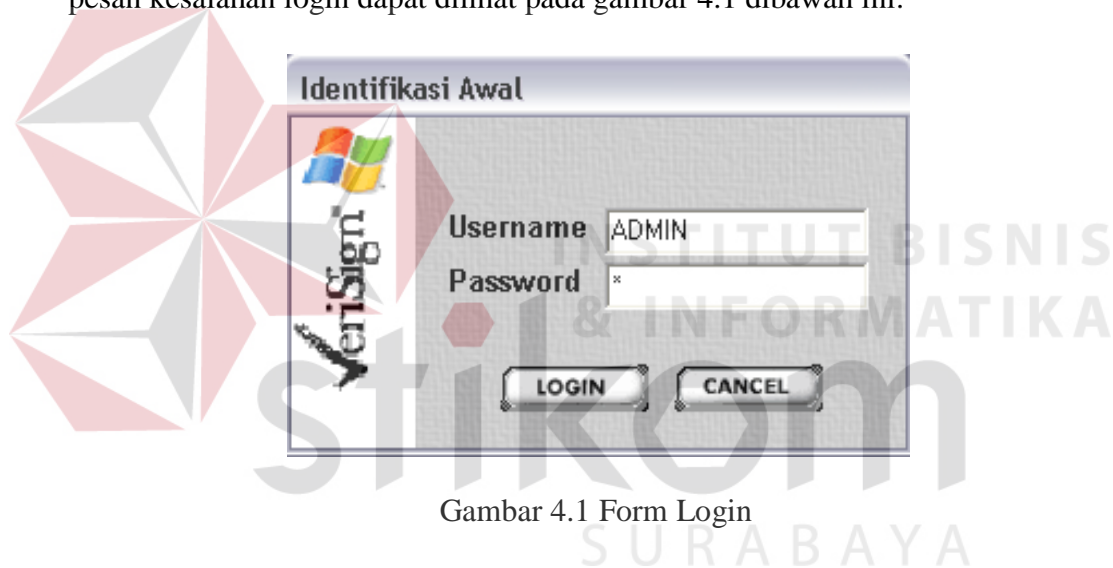 pesan kesalahan login dapat dilihat pada gambar 4.1 dibawah ini.
Identifikasi Awal
VeriSign
Username ADMIN
Password ×
LOGIN CANCEL
INSTITUT BISNIS
& INFORMATIKA
stikom
SURABAYA
Gambar 4.1 Form Login